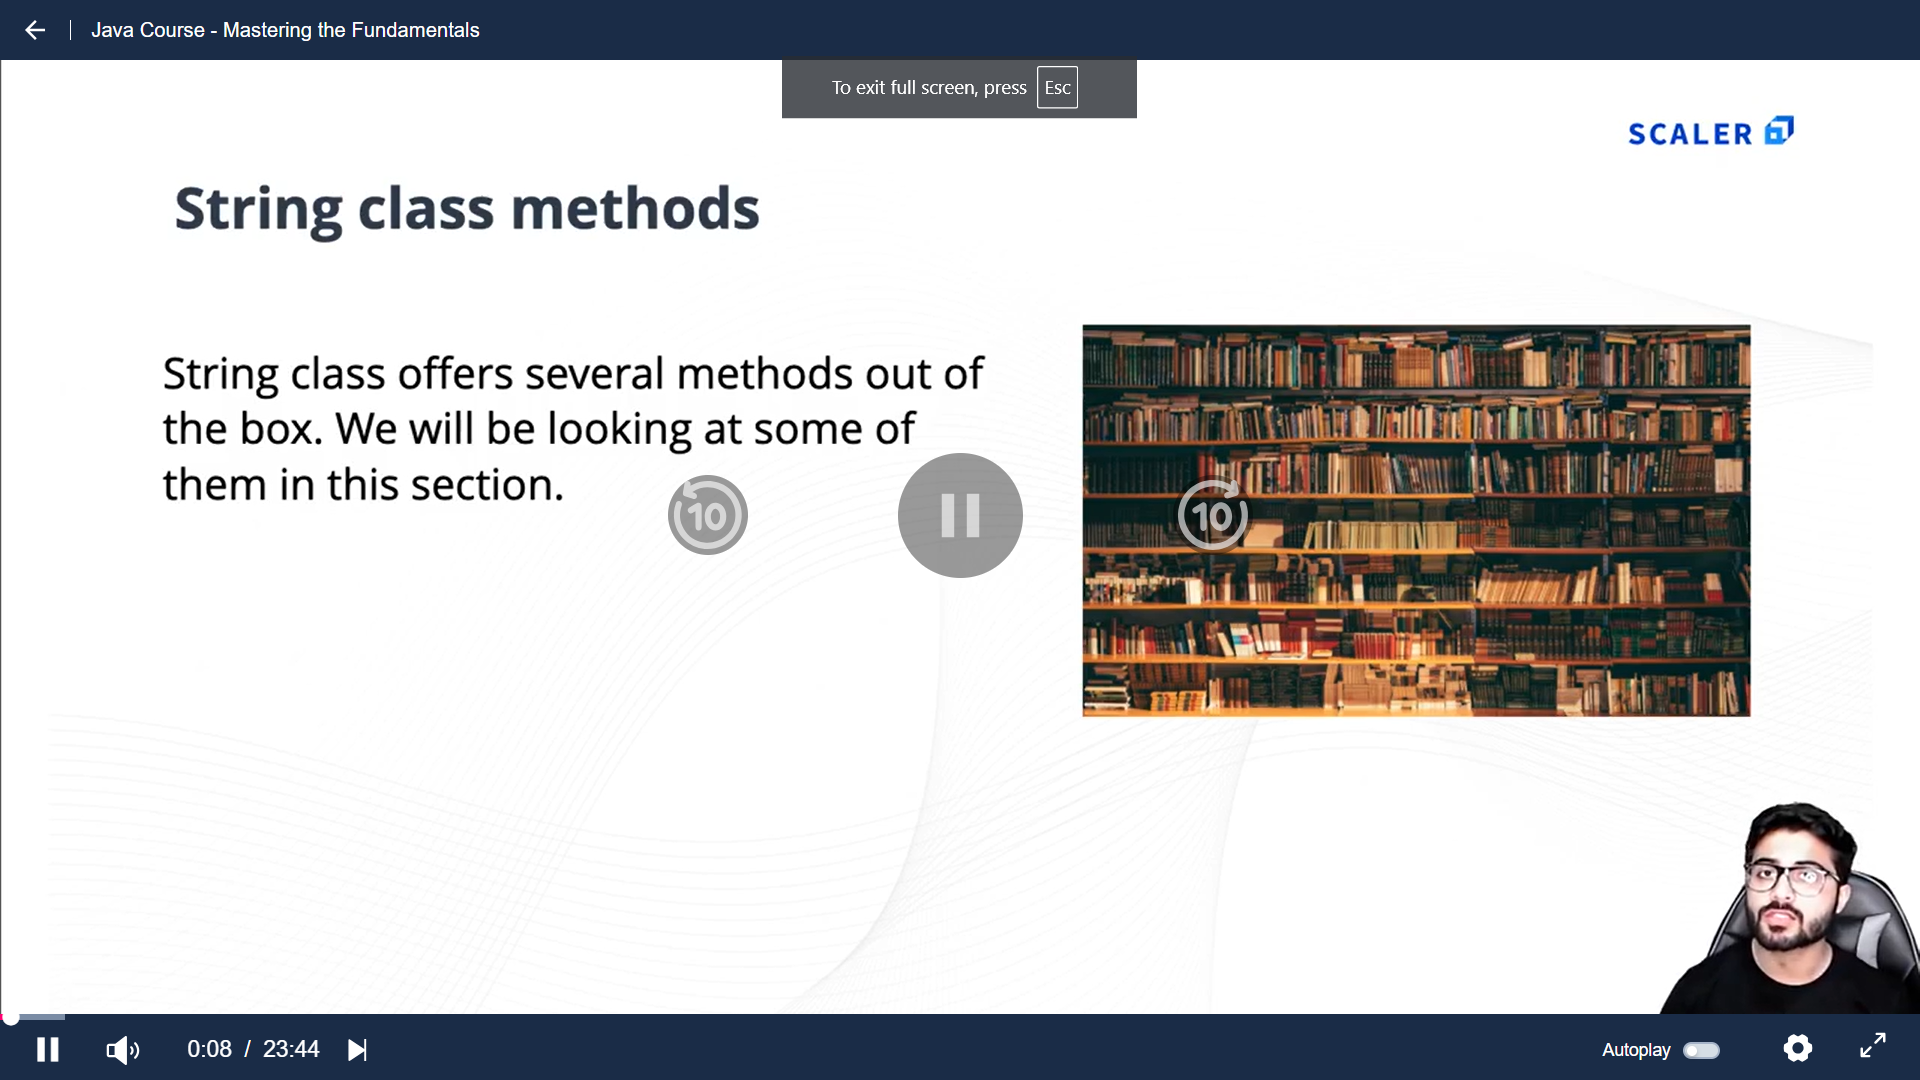 Java Course - Mastering the Fundamentals
To exit full screen, press Esc
SCALER
String class methods
String class offers several methods out of
the box. We will be looking at some of
them in this section.
10
10
0:08 / 23:44
Autoplay